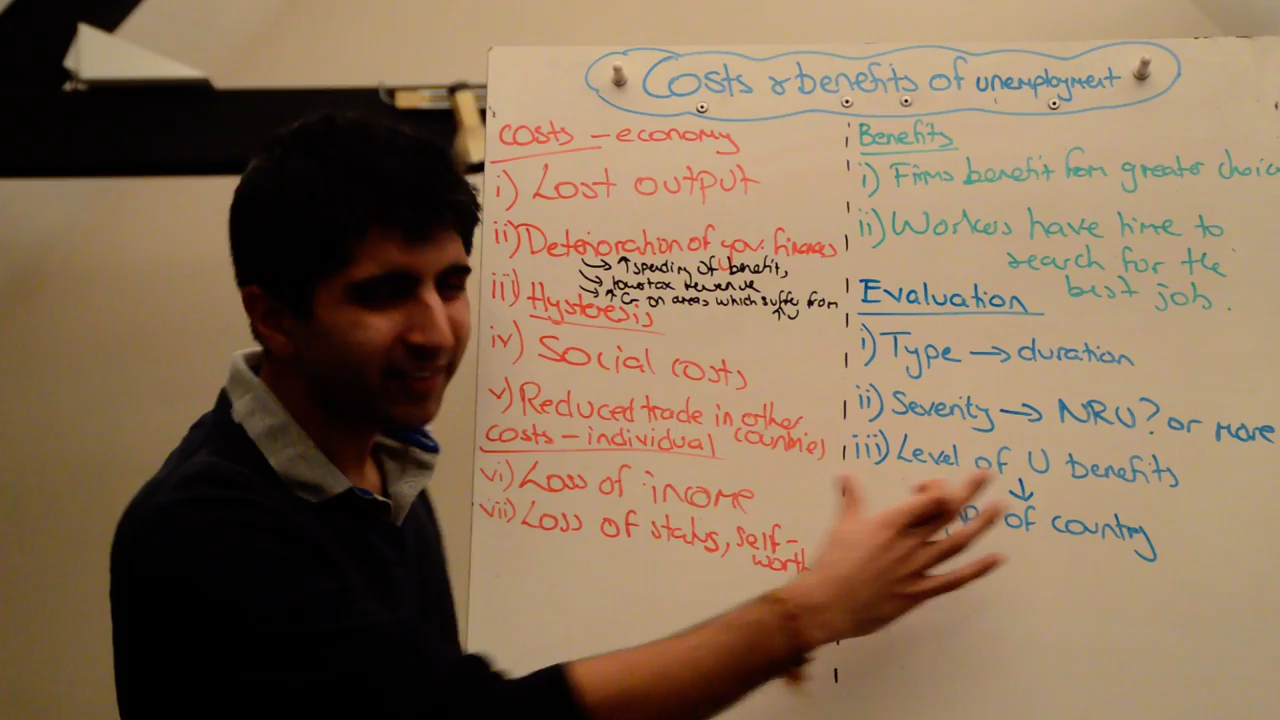 Costs & benefits of unemployment
Costs - economy
i) Lost output
ii) Deterioration of gov. finances
→ ↑ spending of U benefits
→ lower tax revenue
→ ↑ G on areas which suffer from
↑U
iii) Hysteresis
iv) Social costs
v) Reduced trade in other
countries
Costs - individual
vi) Loss of income
vii) Loss of status, self-
worth
Benefits
i) Firms benefit from greater
ii) Workers have time to
search for the
best job.
Evaluation
i) Type → duration
ii) Severity → NRU? or more
iii) Level of U benefits
↓
of country